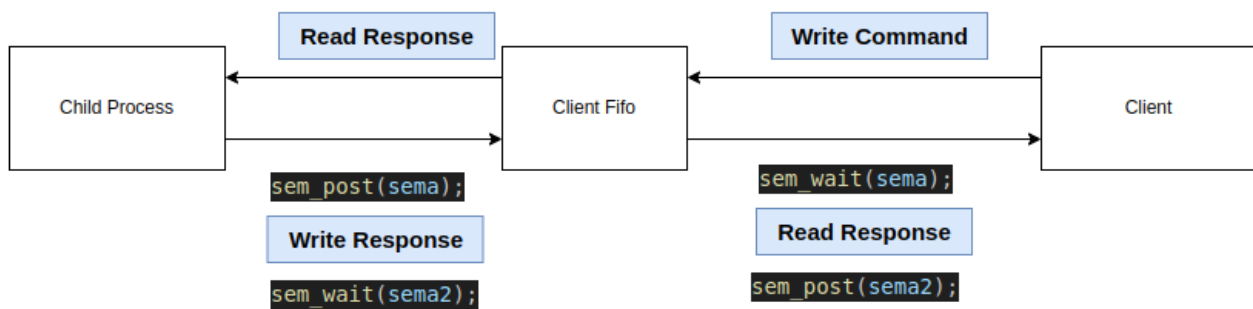 Read Response
Write Command
Child Process
Client Fifo
Client
sem_post(sema);
sem_wait(sema);
Write Response
Read Response
sem_wait(sema2);
sem_post(sema2);